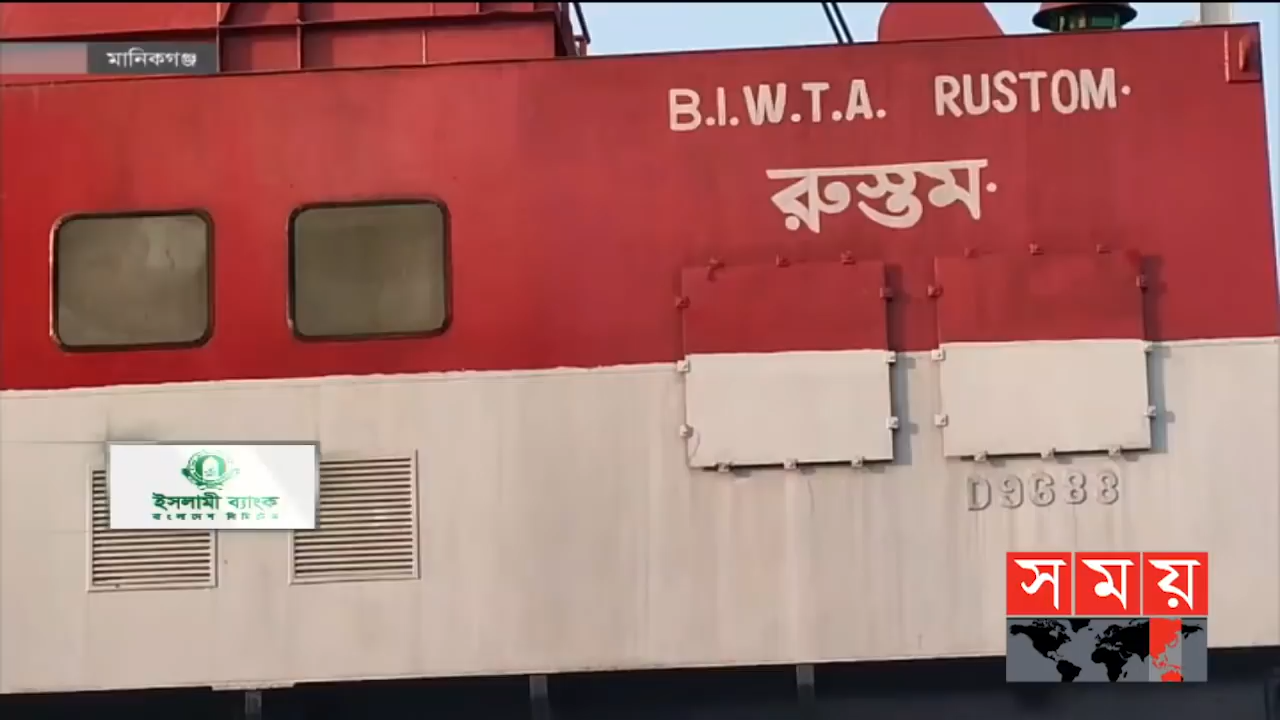 মানিকগঞ্জ
B.I.W.T.A. RUSTOM.
রুস্তম.
ইসলামী ব্যাংক
বাংলাদেশ লিমিটেড
D9688
সময়